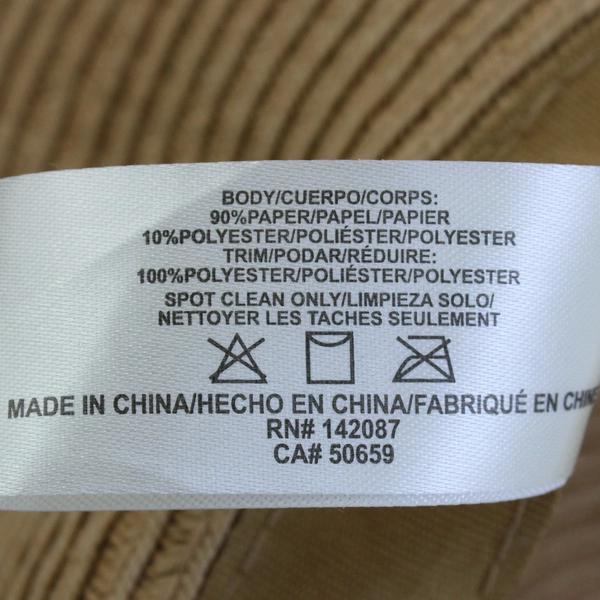 BODY/CUERPO/CORPS:
90%PAPER/PAPEL/PAPIER
10%POLYESTER/POLIÉSTER/POLYESTER
TRIM/PODAR/RÉDUIRE:
100%POLYESTER/POLIÉSTER/POLYESTER
SPOT CLEAN ONLY/LIMPIEZA SOLO/
NETTOYER LES TACHES SEULEMENT
MADE IN CHINA/HECHO EN CHINA/FABRIQUÉ EN CHINE
RN# 142087
CA# 50659